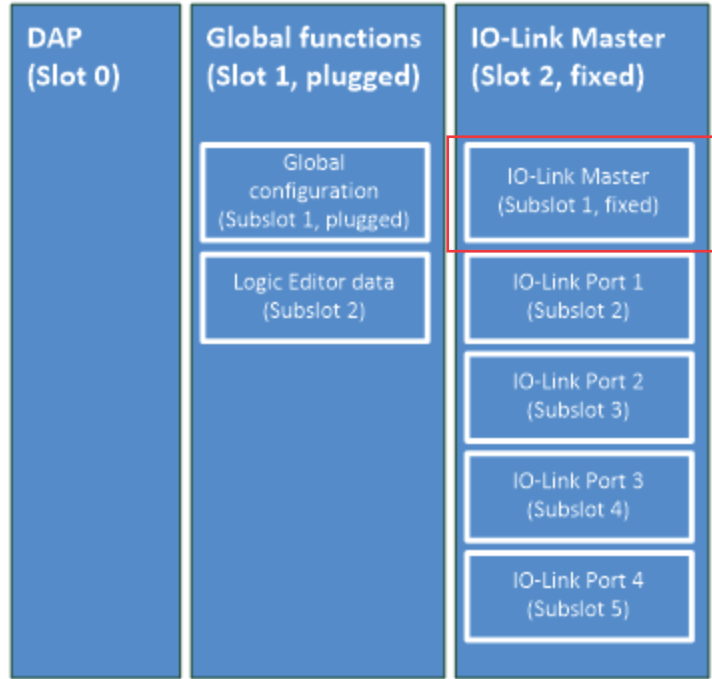 DAP
(Slot 0)
Global functions
(Slot 1, plugged)
Global
configuration
(Subslot 1, plugged)
Logic Editor data
(Subslot 2)
IO-Link Master
(Slot 2, fixed)
IO-Link Master
(Subslot 1, fixed)
IO-Link Port 1
(Subslot 2)
IO-Link Port 2
(Subslot 3)
IO-Link Port 3
(Subslot 4)
IO-Link Port 4
(Subslot 5)